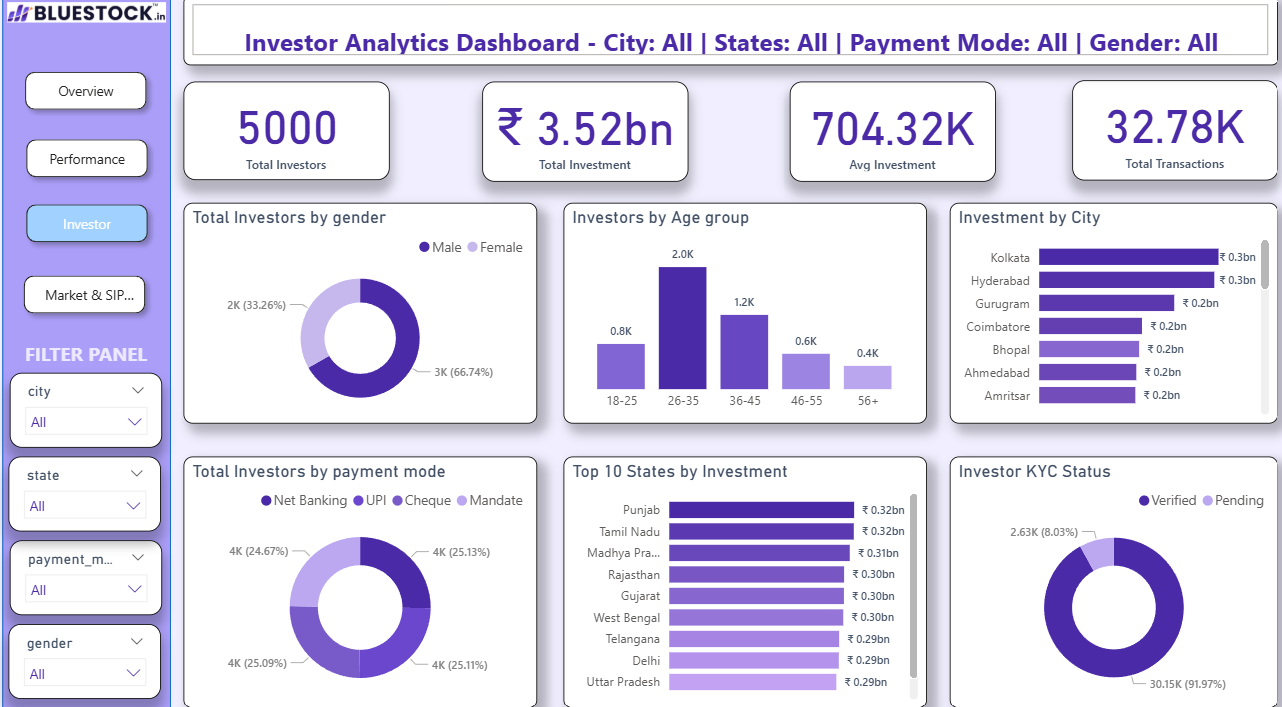 BLUESTOCK.in
TM
Investor Analytics Dashboard - City: All | States: All | Payment Mode: All | Gender: All
Overview
Performance
Investor
Market & SIP...
FILTER PANEL
city
All
state
All
payment_m...
All
gender
All
5000
Total Investors
₹ 3.52bn
Total Investment
704.32K
Avg Investment
32.78K
Total Transactions
Total Investors by gender
Male Female
2K (33.26%)
3K (66.74%)
Investors by Age group
2.0K
1.2K
0.8K
0.6K
0.4K
18-25 26-35 36-45 46-55 56+
Investment by City
Kolkata ₹ 0.3bn
Hyderabad ₹ 0.3bn
Gurugram ₹ 0.2bn
Coimbatore ₹ 0.2bn
Bhopal ₹ 0.2bn
Ahmedabad ₹ 0.2bn
Amritsar ₹ 0.2bn
Total Investors by payment mode
Net Banking UPI Cheque Mandate
4K (24.67%) 4K (25.13%)
4K (25.09%) 4K (25.11%)
Top 10 States by Investment
Punjab ₹ 0.32bn
Tamil Nadu ₹ 0.32bn
Madhya Pra... ₹ 0.31bn
Rajasthan ₹ 0.30bn
Gujarat ₹ 0.30bn
West Bengal ₹ 0.30bn
Telangana ₹ 0.29bn
Delhi ₹ 0.29bn
Uttar Pradesh ₹ 0.29bn
Investor KYC Status
Verified Pending
2.63K (8.03%)
30.15K (91.97%)